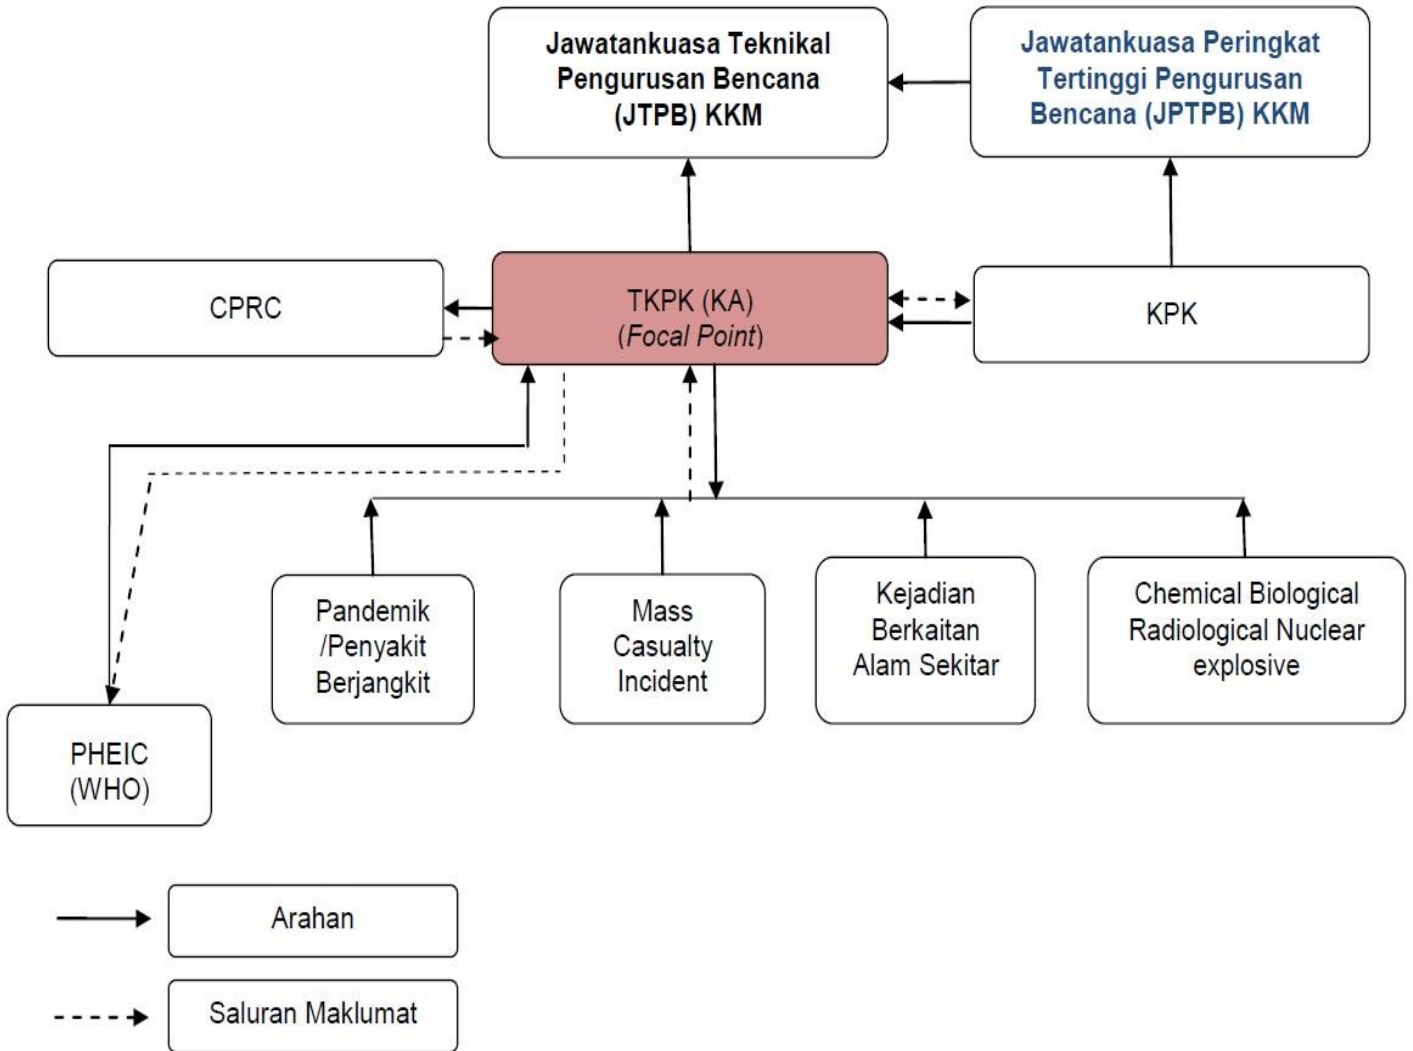 Jawatankuasa Teknikal
Pengurusan Bencana
(JTPB) KKM
Jawatankuasa Peringkat
Tertinggi Pengurusan
Bencana (JPTPB) KKM
CPRC
TKPK (KA)
(Focal Point)
KPK
Pandemik
/Penyakit
Berjangkit
Mass
Casualty
Incident
Kejadian
Berkaitan
Alam Sekitar
Chemical Biological
Radiological Nuclear
explosive
PHEIC
(WHO)
Arahan
Saluran Maklumat